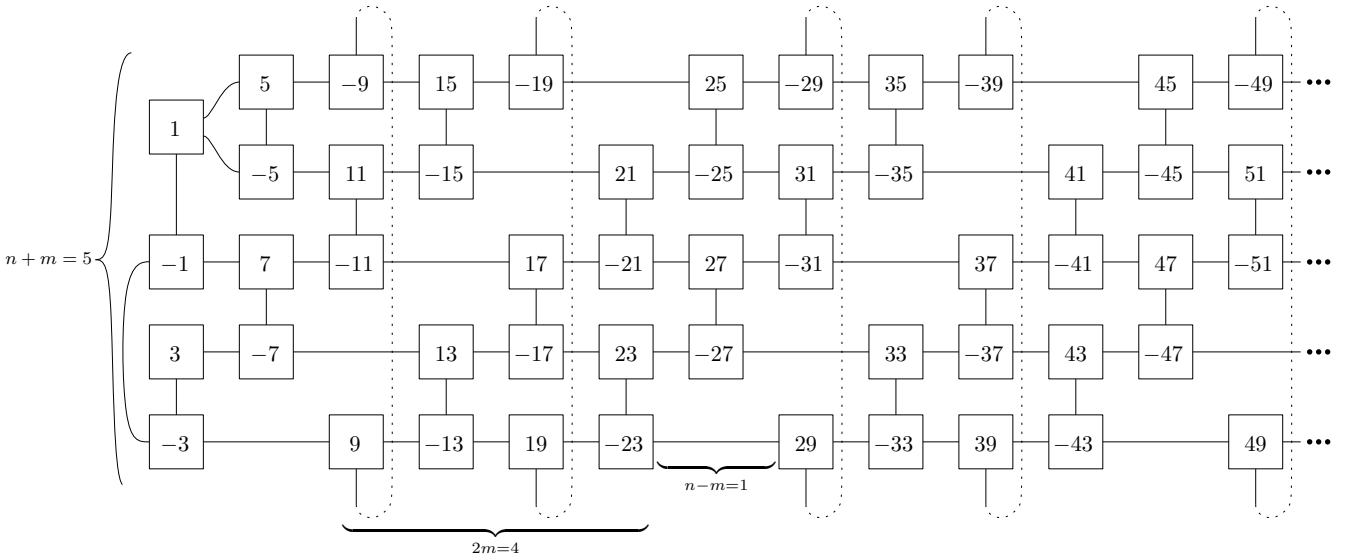 5 −9 15 −19 25 −29 35 −39 45 −49 •••
1
−5 11 −15 21 −25 31 −35 41 −45 51 •••
n + m = 5
−1 7 −11 17 −21 27 −31 37 −41 47 −51 •••
3 −7 13 −17 23 −27 33 −37 43 −47 •••
−3 9 −13 19 −23 29 −33 39 −43 49 •••
n−m=1
2m=4